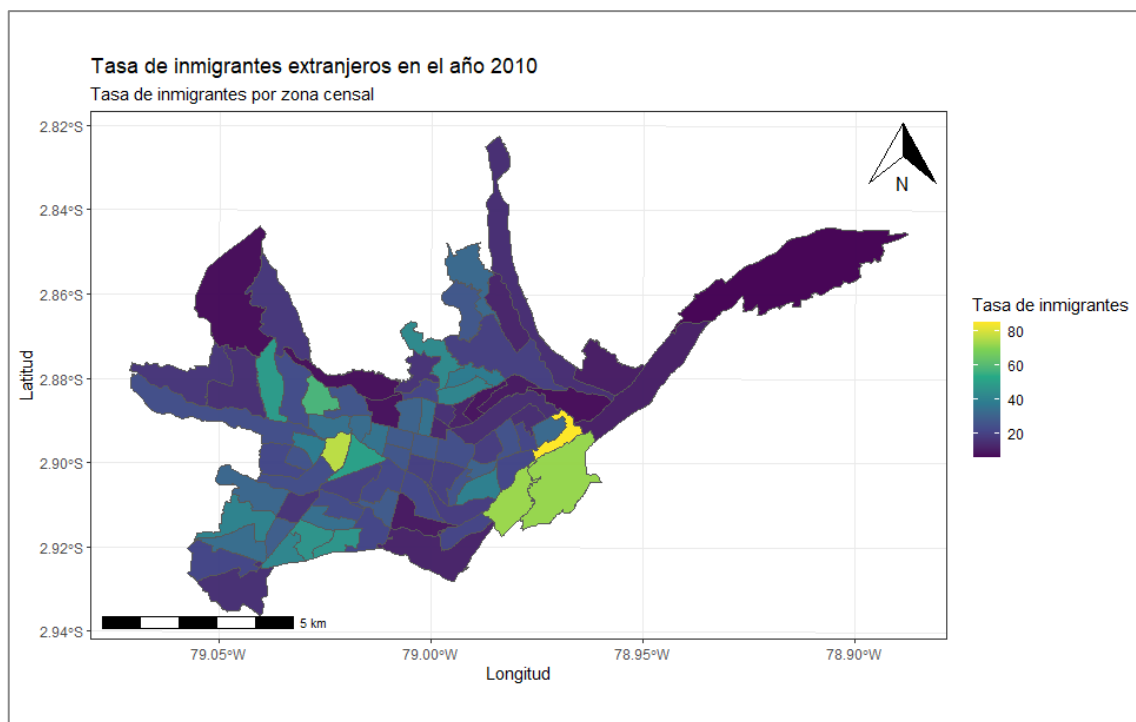 Tasa de inmigrantes extranjeros en el año 2010
Tasa de inmigrantes por zona censal
2.82°S
2.84°S
2.86°S
2.88°S
2.90°S
2.92°S
2.94°S
Latitud
N
5 km
79.05°W
79.00°W
78.95°W
78.90°W
Longitud
Tasa de inmigrantes
80
60
40
20